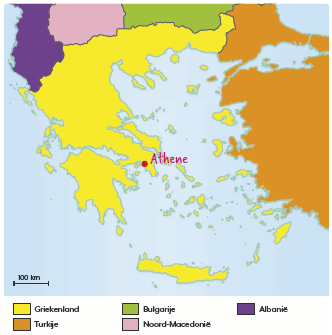 Athene
100 km
Griekenland Bulgarije Albanië
Turkije Noord-Macedonië